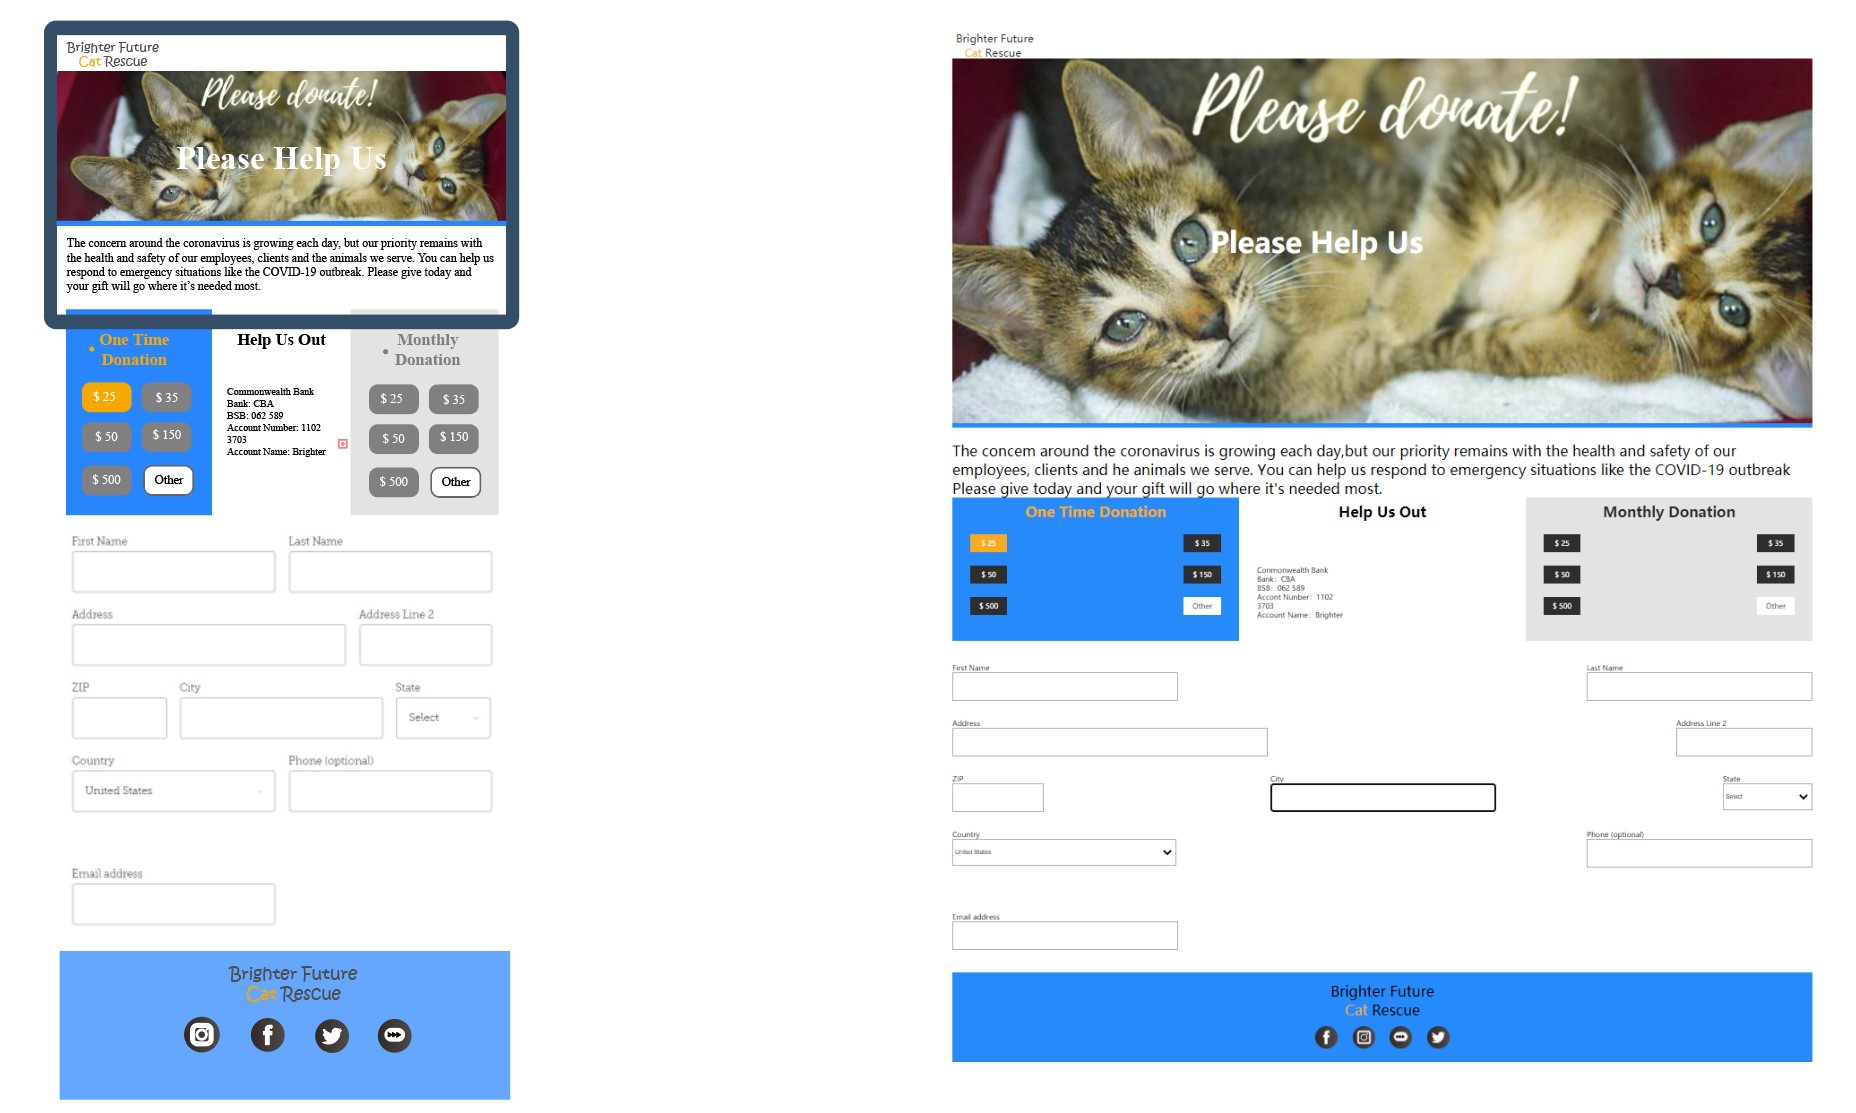 Brighter Future
Cat Rescue
Please donate!
Please Help Us
The concern around the coronavirus is growing each day, but our priority remains with
the health and safety of our employees, clients and the animals we serve. You can help us
respond to emergency situations like the COVID-19 outbreak. Please give today and
your gift will go where it’s needed most.
• One Time
Donation
$ 25
$ 35
$ 50
$ 150
$ 500
Other
Help Us Out
Commonwealth Bank
Bank: CBA
BSB: 062 589
Account Number: 1102
3703
Account Name: Brighter
• Monthly
Donation
$ 25
$ 35
$ 50
$ 150
$ 500
Other
First Name
Last Name
Address
Address Line 2
ZIP
City
State
Select
Country
Phone (optional)
United States
Email address
Brighter Future
Cat Rescue
Brighter Future
Cat Rescue
Please donate!
Please Help Us
The concem around the coronavirus is growing each day,but our priority remains with the health and safety of our
employees, clients and he animals we serve. You can help us respond to emergency situations like the COVID-19 outbreak
Please give today and your gift will go where it's needed most.
One Time Donation
$ 25
$ 35
$ 50
$ 150
$ 500
Other
Help Us Out
Conmonwealth Bank
Bank: CBA
BSB: 062 589
Accont Nunber: 1102
3703
Account Name: Brighter
Monthly Donation
$ 25
$ 35
$ 50
$ 150
$ 500
Other
First Name
Last Name
Address
Address Line 2
ZIP
City
State
Select
Country
Phone (optional)
United States
Email address
Brighter Future
Cat Rescue